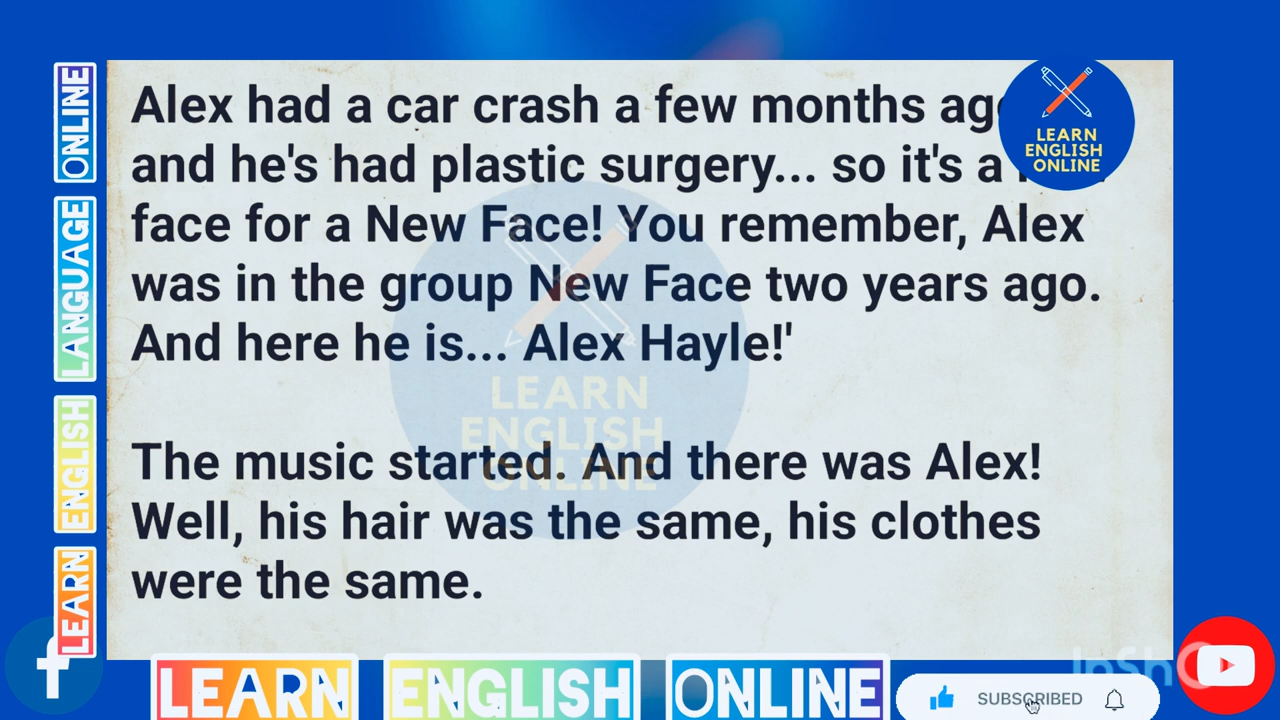 Alex had a car crash a few months
and he's had plastic surgery... so it's a
face for a New Face! You remember, Alex
was in the group New Face two years ago.
And here he is... Alex Hayle!'
The music started. And there was Alex!
Well, his hair was the same, his clothes
were the same.
LEARN
ENGLISH
ONLINE
LEARN
ENGLISH
ONLINE
LEARN ENGLISH LANGUAGE ONLINE
LEARN ENGLISH ONLINE
SUBSCRIBED